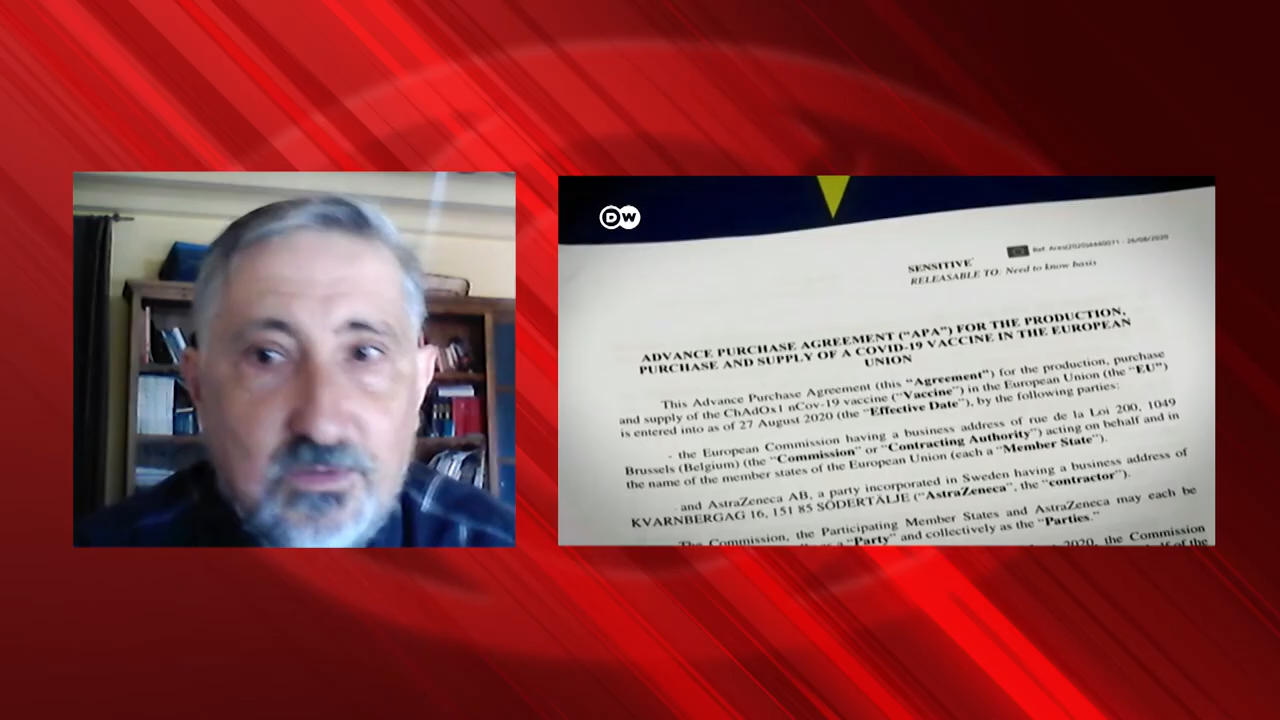 DW
Ref. Ares(2020)4440071 - 26/08/2020
SENSITIVE
RELEASABLE TO: Need to know basis
ADVANCE PURCHASE AGREEMENT (“APA”) FOR THE PRODUCTION,
PURCHASE AND SUPPLY OF A COVID-19 VACCINE IN THE EUROPEAN
UNION
This Advance Purchase Agreement (this “Agreement”) for the production, purchase
and supply of the ChAdOx1 nCov-19 vaccine (“Vaccine”) in the European Union (the “EU”)
is entered into as of 27 August 2020 (the “Effective Date”), by the following parties:
- the European Commission having a business address of rue de la Loi 200, 1049
Brussels (Belgium) (the “Commission” or “Contracting Authority”) acting on behalf and in
the name of the member states of the European Union (each a “Member State”).
- and AstraZeneca AB, a party incorporated in Sweden having a business address of
KVARNBERGAG 16, 151 85 SÖDERTÄLJE (“AstraZeneca”, the “contractor”).
The Commission, the Participating Member States and AstraZeneca may each be
a “Party” and collectively as the “Parties.”
2020, the Commission
half of the